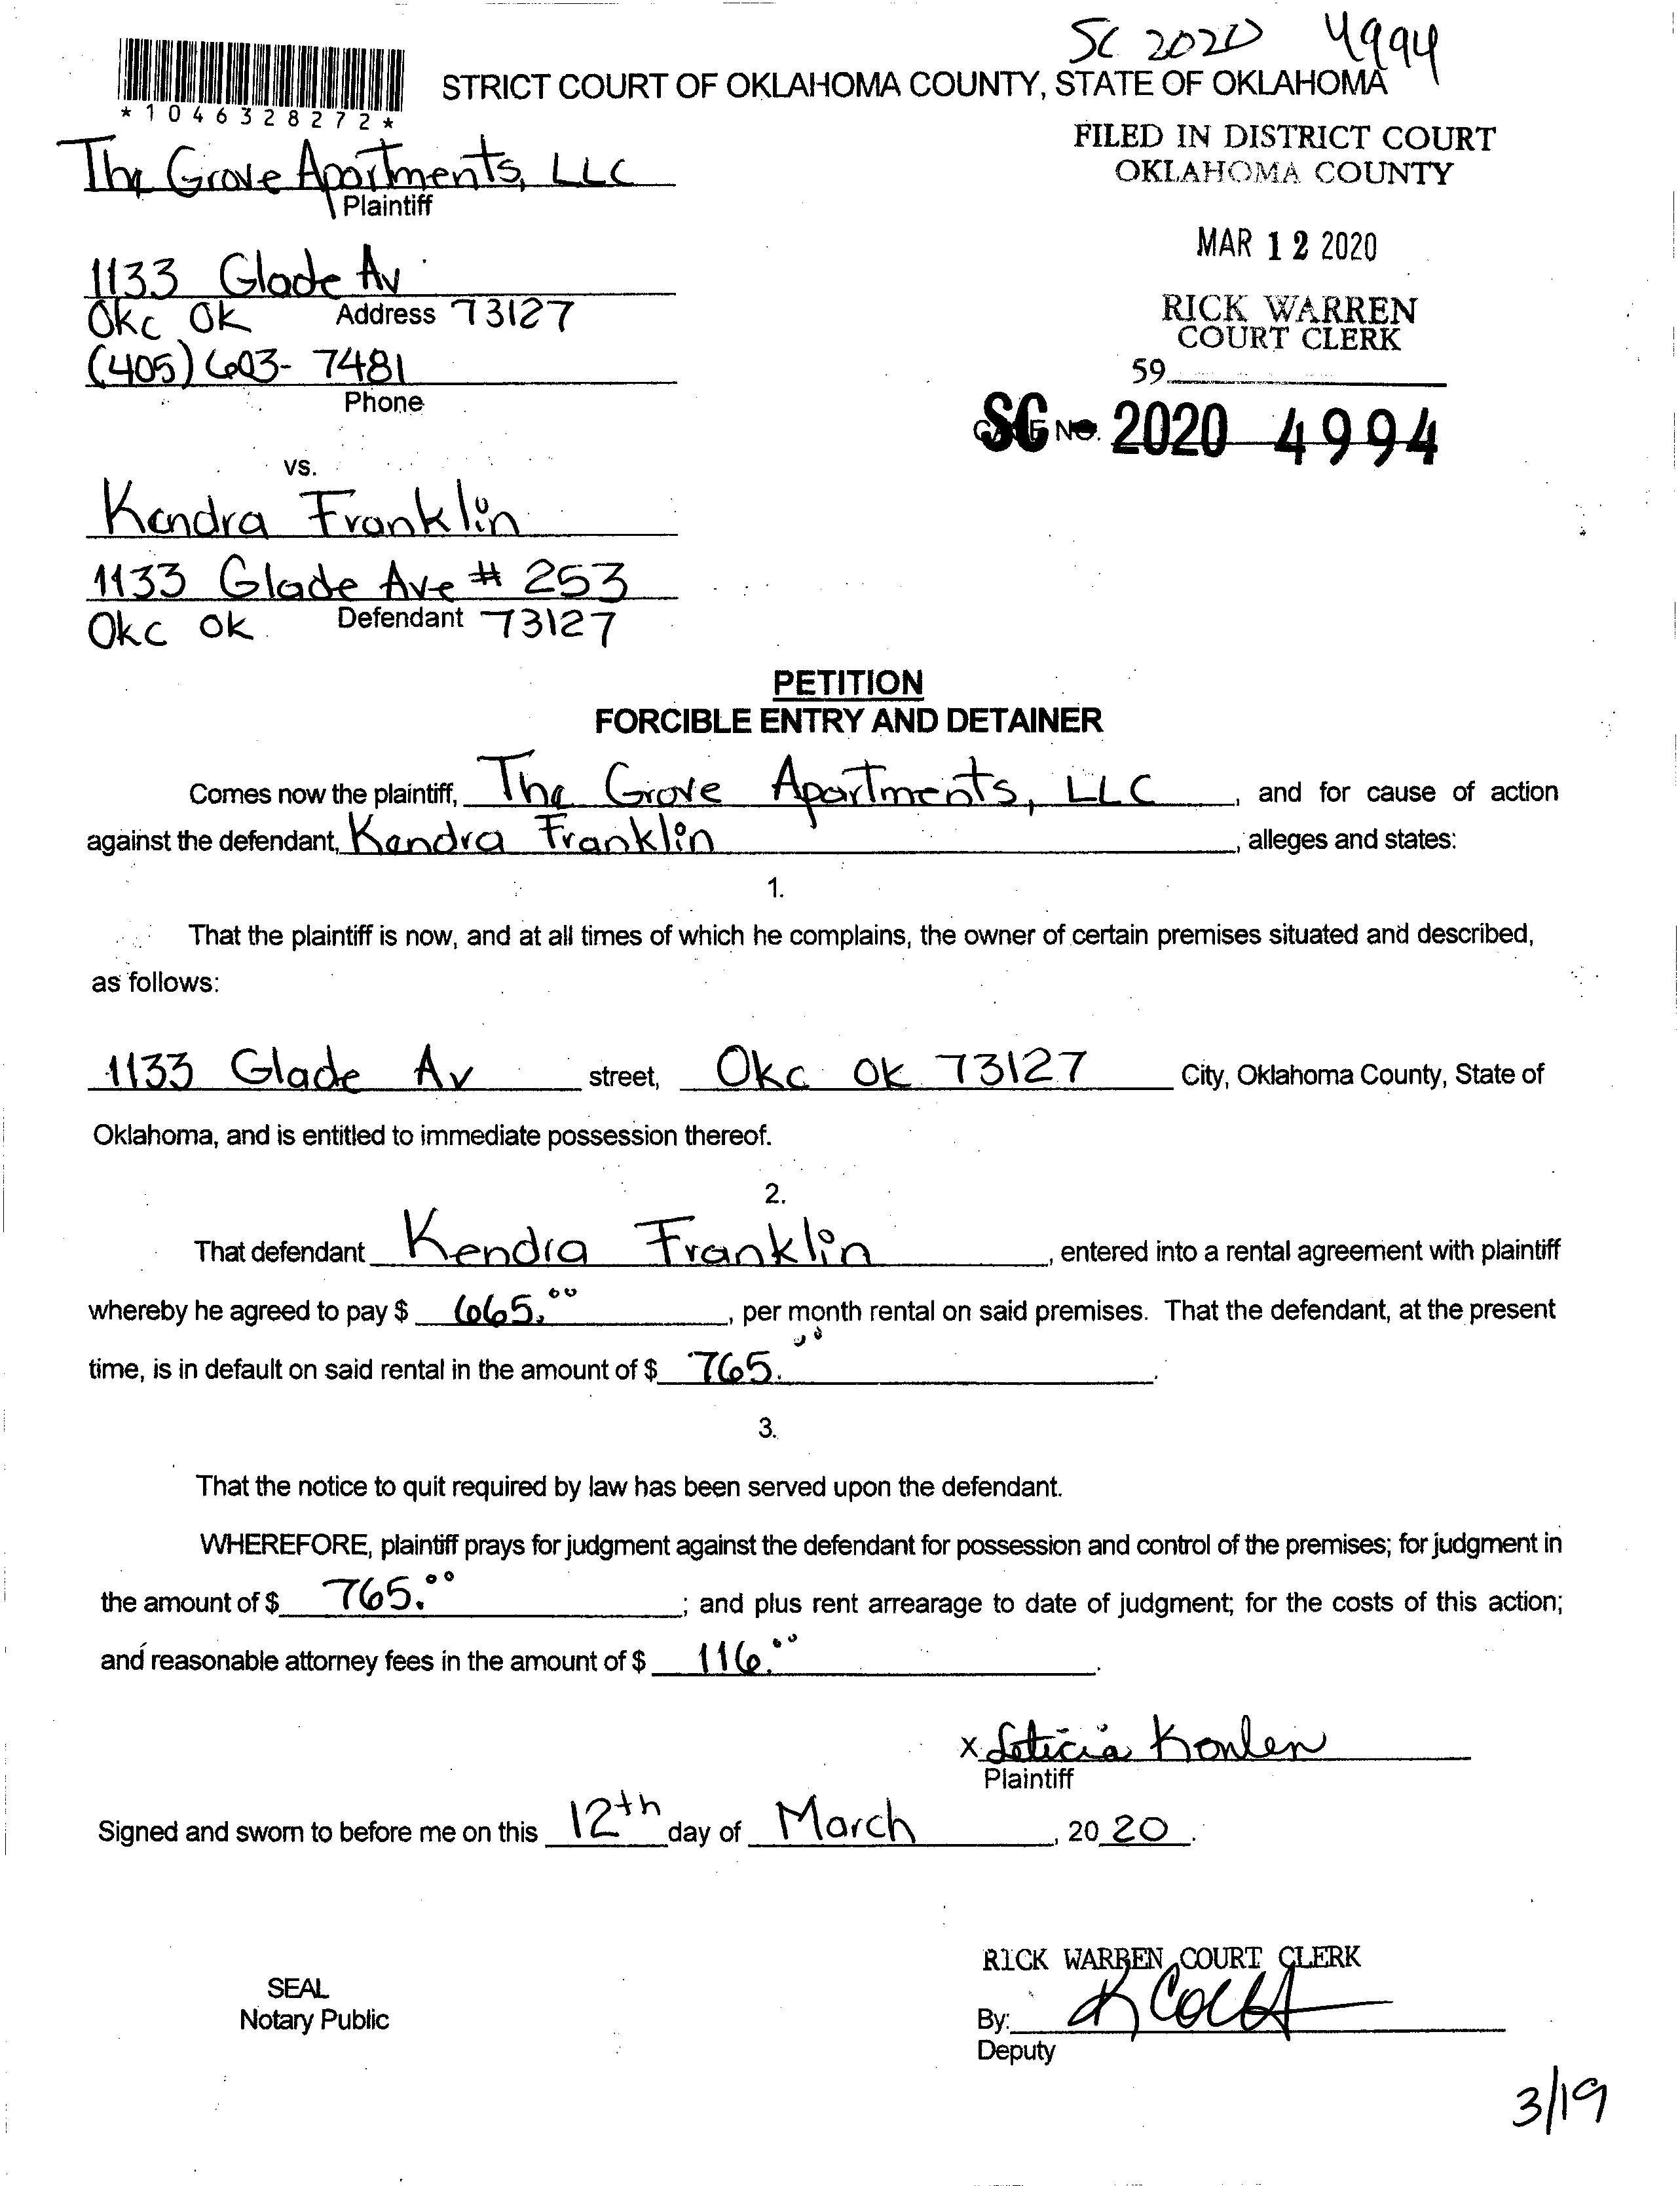 SC 2020 4994
STRICT COURT OF OKLAHOMA COUNTY, STATE OF OKLAHOMA
*1046328272*
FILED IN DISTRICT COURT
OKLAHOMA COUNTY
The Grove Apartments, LLC
Plaintiff
MAR 12 2020
1133 Glade Av
Okc Ok Address 73127
RICK WARREN
COURT CLERK
(405) 603-7481
59
Phone
SC - 2020 4994
CASE NO.
vs.
Kendra Franklin
1133 Glade Ave # 253
Okc Ok Defendant 73127
PETITION
FORCIBLE ENTRY AND DETAINER
Comes now the plaintiff, The Grove Apartments, LLC, and for cause of action
against the defendant, Kendra Franklin, alleges and states:
1.
That the plaintiff is now, and at all times of which he complains, the owner of certain premises situated and described,
as follows:
1133 Glade Av street, Okc Ok 73127 City, Oklahoma County, State of
Oklahoma, and is entitled to immediate possession thereof.
2.
That defendant Kendra Franklin, entered into a rental agreement with plaintiff
whereby he agreed to pay $ 665.00, per month rental on said premises. That the defendant, at the present
time, is in default on said rental in the amount of $ 765.00.
3.
That the notice to quit required by law has been served upon the defendant.
WHEREFORE, plaintiff prays for judgment against the defendant for possession and control of the premises; for judgment in
the amount of $ 765.00; and plus rent arrearage to date of judgment; for the costs of this action;
and reasonable attorney fees in the amount of $ 116.00.
x Leticia Konlen
Plaintiff
Signed and sworn to before me on this 12th day of March, 2020.
RICK WARREN COURT CLERK
SEAL
Notary Public
By:
Deputy
3/19